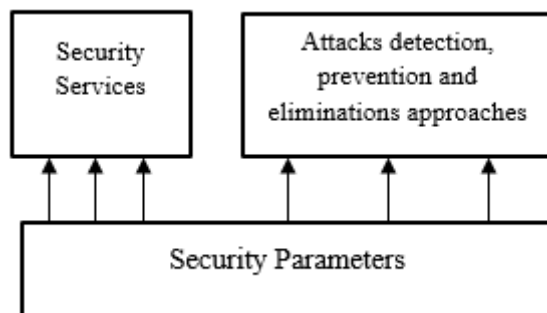 Security
Services
Attacks detection,
prevention and
eliminations approaches
Security Parameters